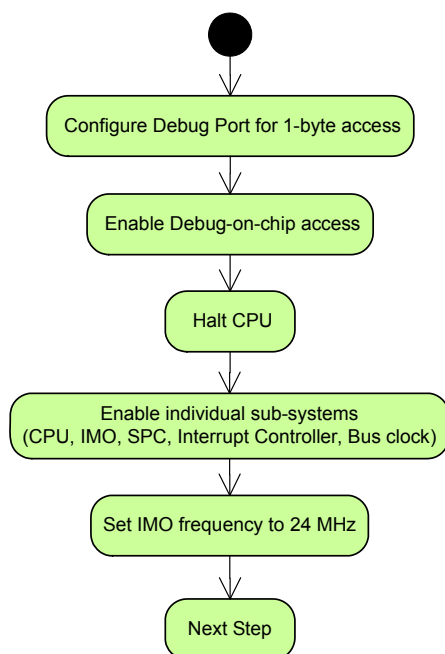 Configure Debug Port for 1-byte access
Enable Debug-on-chip access
Halt CPU
Enable individual sub-systems
(CPU, IMO, SPC, Interrupt Controller, Bus clock)
Set IMO frequency to 24 MHz
Next Step